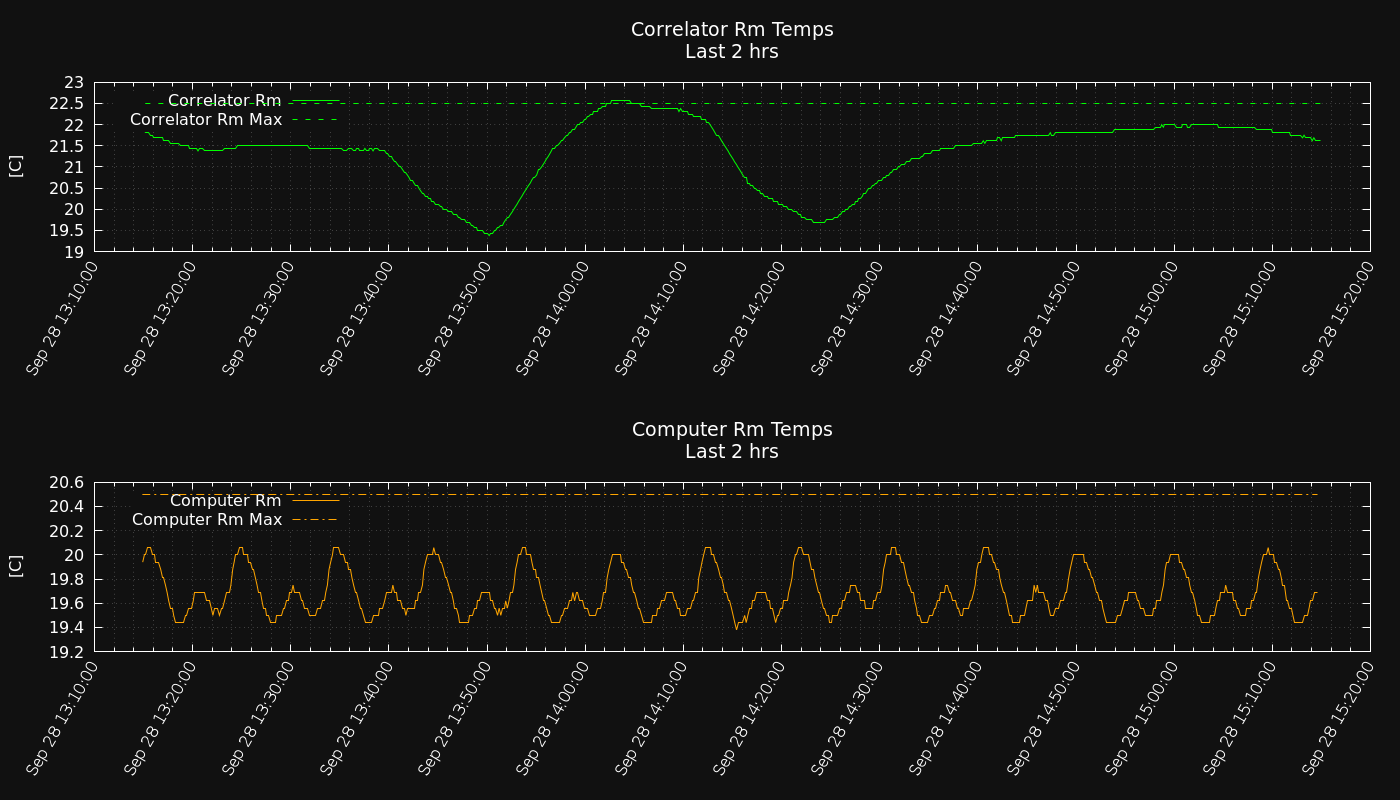 Correlator Rm Temps
Last 2 hrs
23
22.5
22
21.5
21
20.5
20
19.5
19
[C]
Correlator Rm
Correlator Rm Max
Sep 28 13:10:00
Sep 28 13:20:00
Sep 28 13:30:00
Sep 28 13:40:00
Sep 28 13:50:00
Sep 28 14:00:00
Sep 28 14:10:00
Sep 28 14:20:00
Sep 28 14:30:00
Sep 28 14:40:00
Sep 28 14:50:00
Sep 28 15:00:00
Sep 28 15:10:00
Sep 28 15:20:00
Computer Rm Temps
Last 2 hrs
20.6
20.4
20.2
20
19.8
19.6
19.4
19.2
[C]
Computer Rm
Computer Rm Max
Sep 28 13:10:00
Sep 28 13:20:00
Sep 28 13:30:00
Sep 28 13:40:00
Sep 28 13:50:00
Sep 28 14:00:00
Sep 28 14:10:00
Sep 28 14:20:00
Sep 28 14:30:00
Sep 28 14:40:00
Sep 28 14:50:00
Sep 28 15:00:00
Sep 28 15:10:00
Sep 28 15:20:00